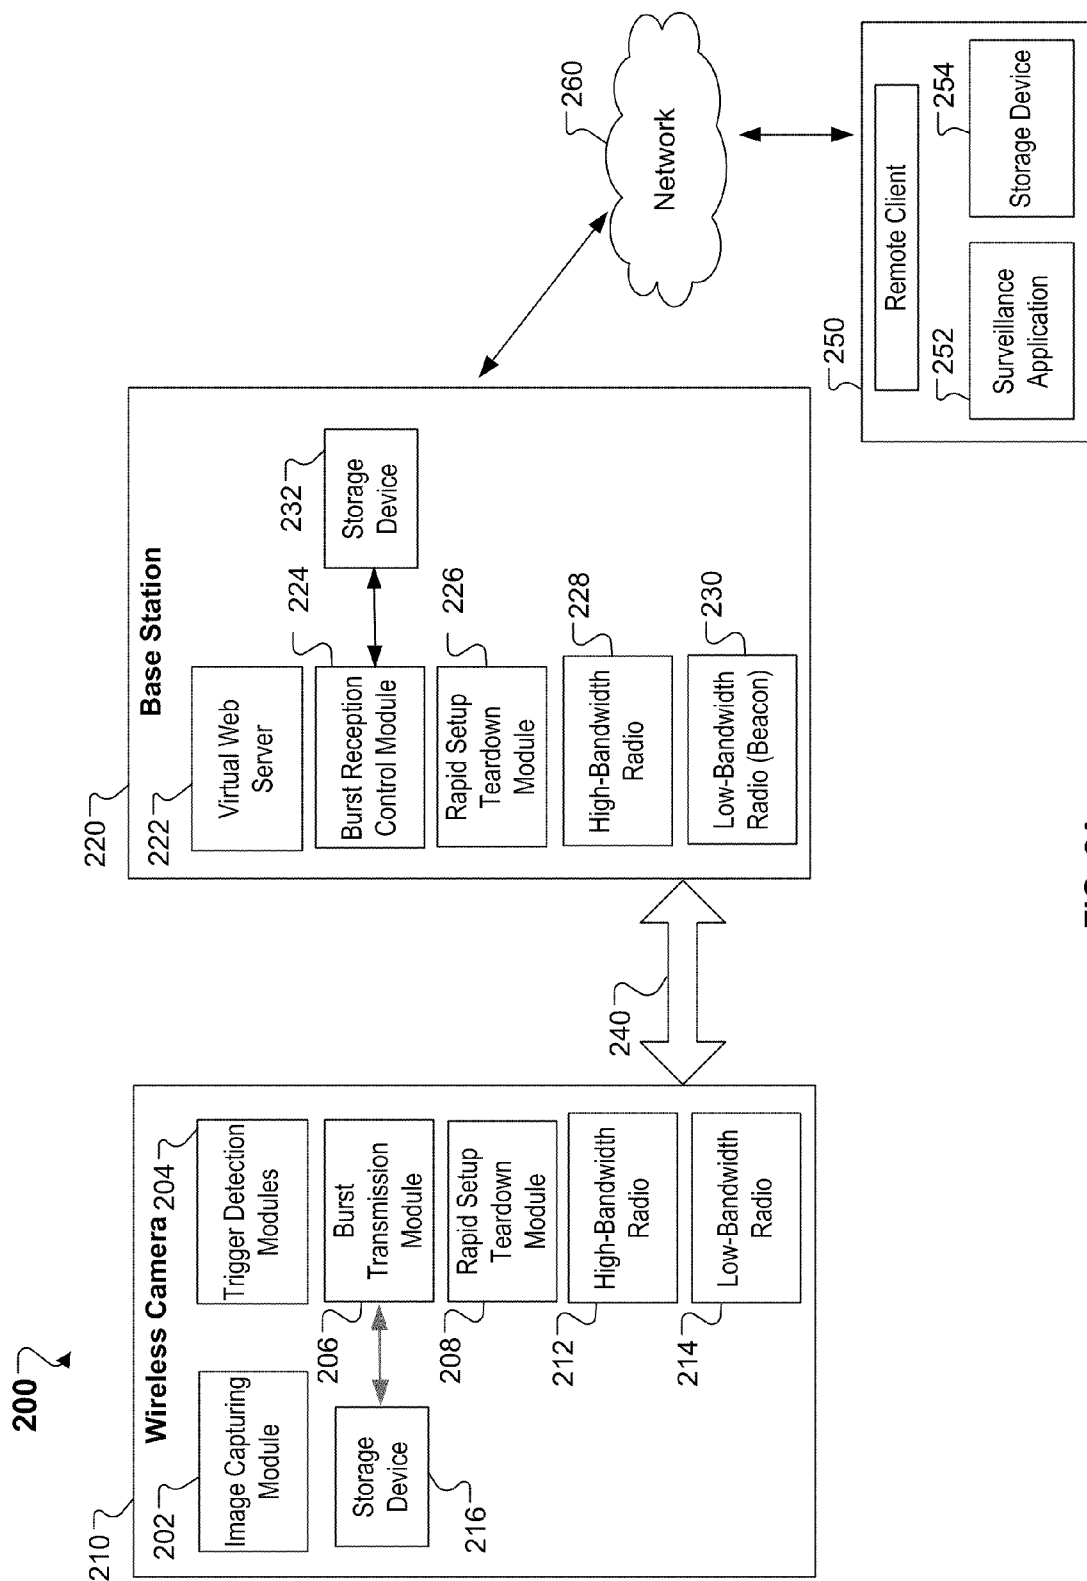 200
210
Wireless Camera
202
Image Capturing
Module
204
Trigger Detection
Modules
Storage
Device
216
206
Burst
Transmission
Module
208
Rapid Setup
Teardown
Module
212
High-Bandwidth
Radio
214
Low-Bandwidth
Radio
240
220
Base Station
222
Virtual Web
Server
224
Burst Reception
Control Module
232
Storage
Device
226
Rapid Setup
Teardown
Module
228
High-Bandwidth
Radio
230
Low-Bandwidth
Radio (Beacon)
260
Network
250
Remote Client
252
Surveillance
Application
254
Storage Device